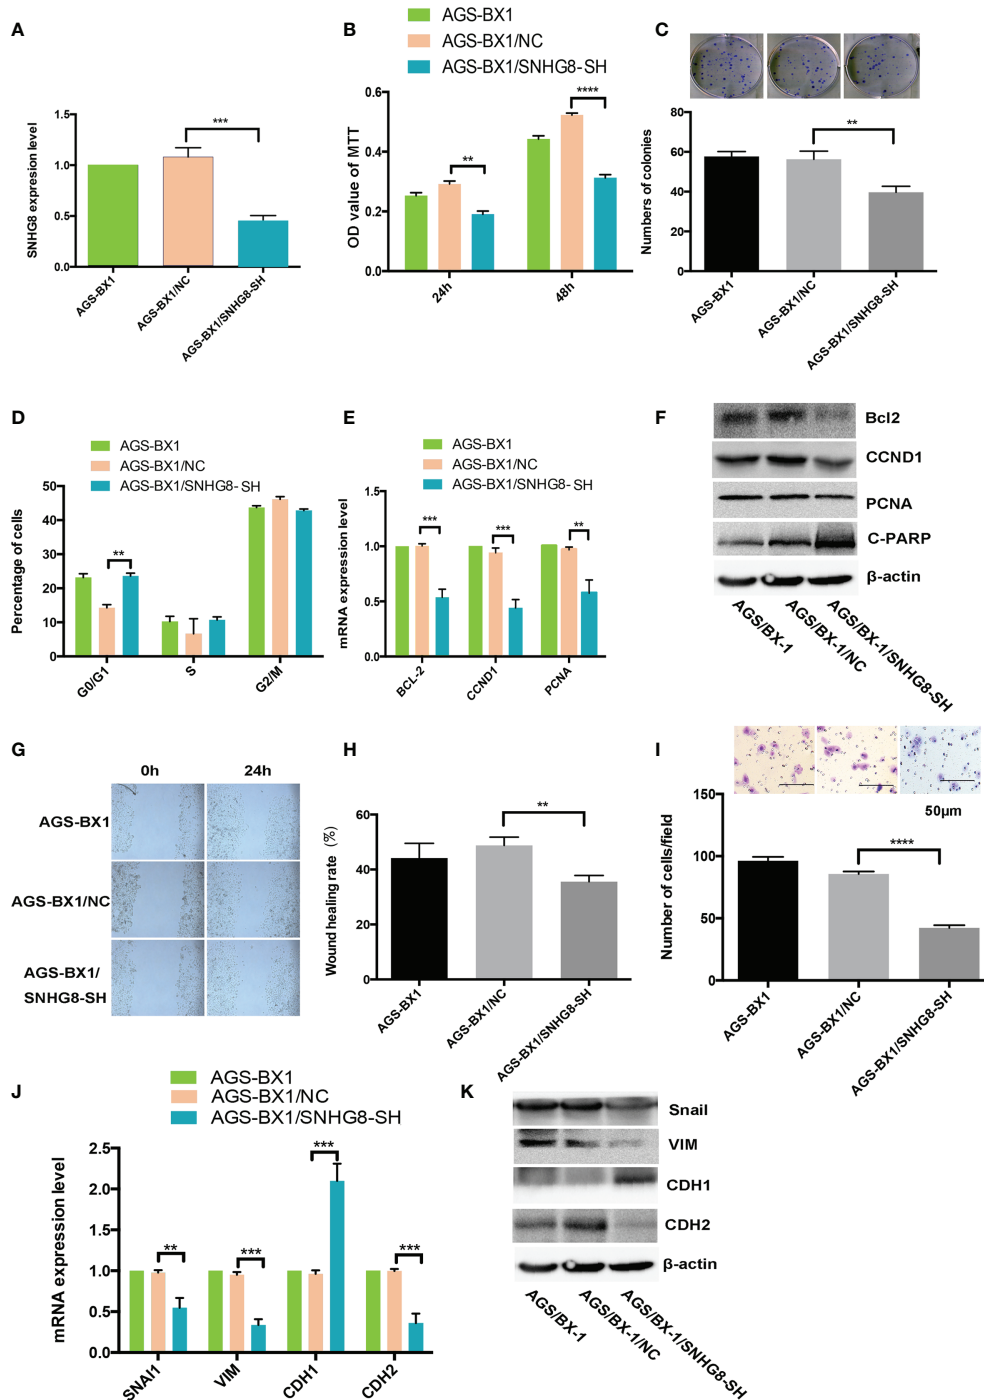 A
SNHG8 expression level
1.5
1.0
0.5
0.0
***
AGS-BX1
AGS-BX1/NC
AGS-BX1/SNHG8-SH
B
AGS-BX1
AGS-BX1/NC
AGS-BX1/SNHG8-SH
OD value of MTT
0.6
0.4
0.2
0.0
**
****
24h
48h
C
Numbers of colonies
80
60
40
20
0
**
AGS-BX1
AGS-BX1/NC
AGS-BX1/SNHG8-SH
D
AGS-BX1
AGS-BX1/NC
AGS-BX1/SNHG8-SH
Percentage of cells
50
40
30
20
10
0
**
G0/G1
S
G2/M
E
AGS-BX1
AGS-BX1/NC
AGS-BX1/SNHG8-SH
mRNA expression level
1.5
1.0
0.5
0.0
***
***
**
BCL-2
CCND1
PCNA
F
Bcl2
CCND1
PCNA
C-PARP
β-actin
AGS/BX-1
AGS/BX-1/NC
AGS/BX-1/SNHG8-SH
G
0h
24h
AGS-BX1
AGS-BX1/NC
AGS-BX1/
SNHG8-SH
H
Wound healing rate (%)
60
40
20
0
**
AGS-BX1
AGS-BX1/NC
AGS-BX1/SNHG8-SH
I
50μm
Number of cells/field
150
100
50
0
****
AGS-BX1
AGS-BX1/NC
AGS-BX1/SNHG8-SH
J
AGS-BX1
AGS-BX1/NC
AGS-BX1/SNHG8-SH
mRNA expression level
2.5
2.0
1.5
1.0
0.5
0.0
**
***
***
***
SNAI1
VIM
CDH1
CDH2
K
Snail
VIM
CDH1
CDH2
β-actin
AGS/BX-1
AGS/BX-1/NC
AGS/BX-1/SNHG8-SH